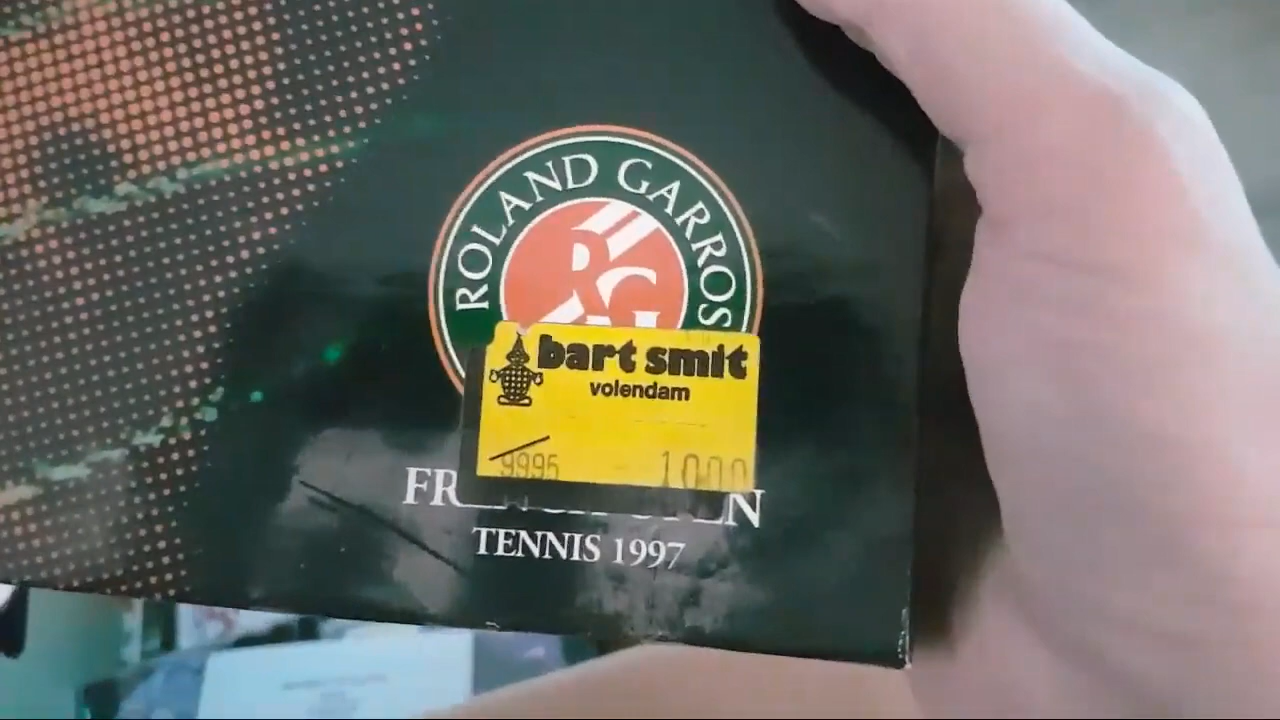 ROLAND GARROS
RG
bart smit
volendam
9995 1000
TENNIS 1997